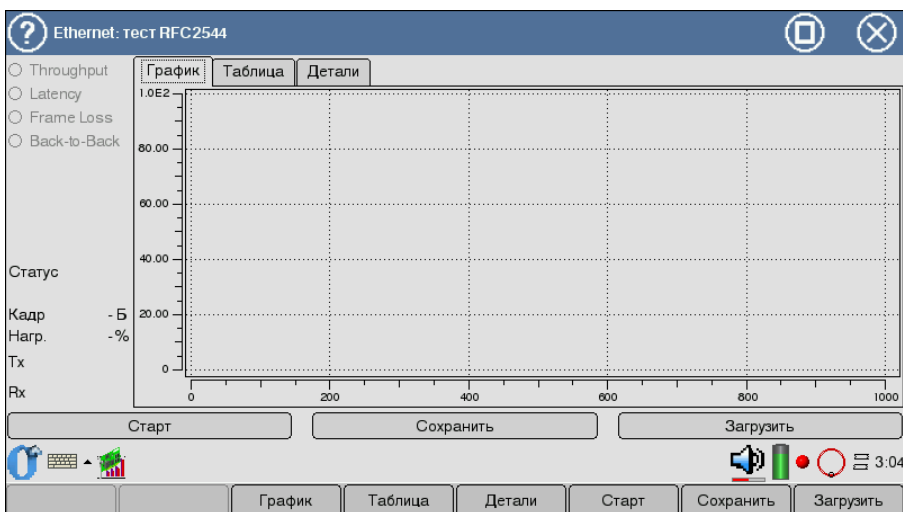 Ethernet: тест RFC2544
Throughput
Latency
Frame Loss
Back-to-Back
График Таблица Детали
1.0E2
80.00
60.00
40.00
20.00
0
0 200 400 600 800 1000
Статус
Кадр - Б
Нагр. -%
Tx
Rx
Старт Сохранить Загрузить
3:04
График Таблица Детали Старт Сохранить Загрузить